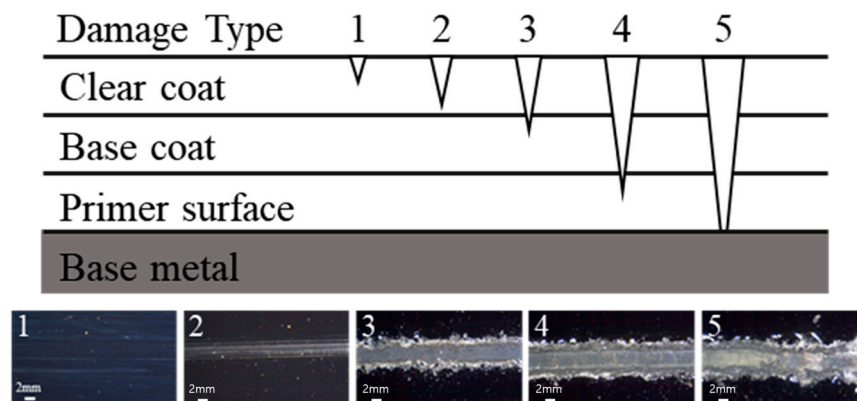 Damage Type 1 2 3 4 5
Clear coat
Base coat
Primer surface
Base metal
1 2 3 4 5
2mm 2mm 2mm 2mm 2mm